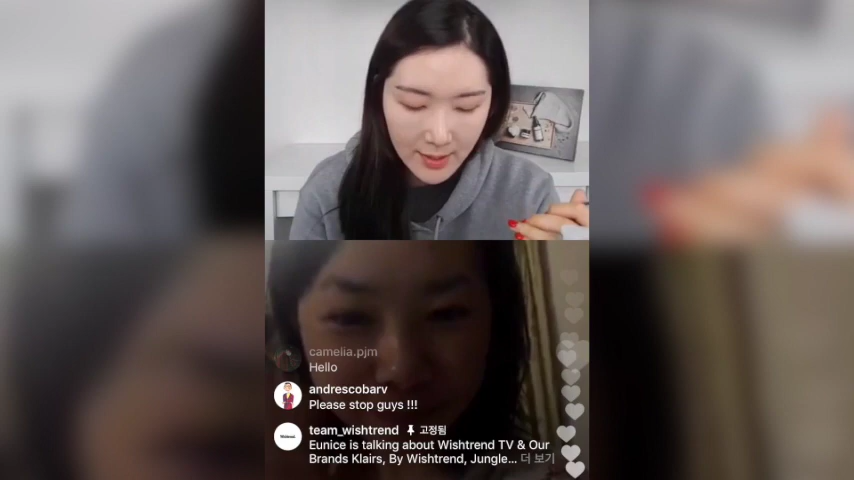 camelia.pjm
Hello
andrescobarv
Please stop guys !!!
Wishtrend.
team_wishtrend 고정됨
Eunice is talking about Wishtrend TV & Our
Brands Klairs, By Wishtrend, Jungle... 더 보기